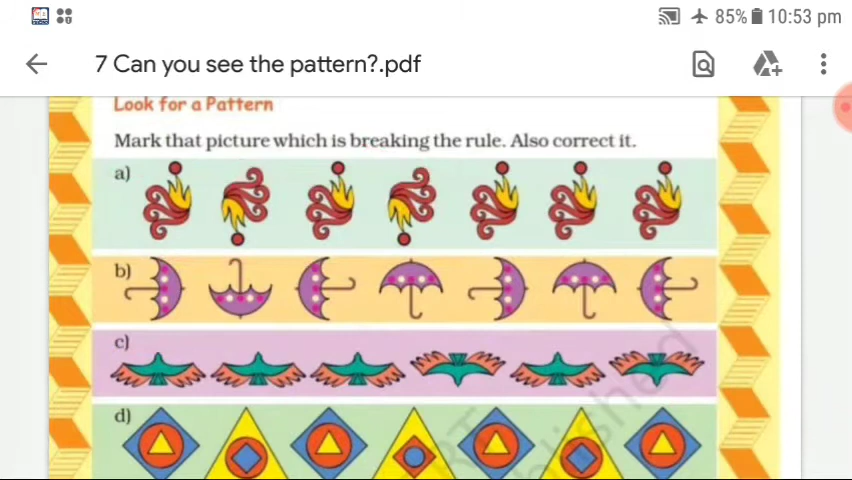 85% 10:53 pm
7 Can you see the pattern?.pdf
Look for a Pattern
Mark that picture which is breaking the rule. Also correct it.
a)
b)
c)
d)